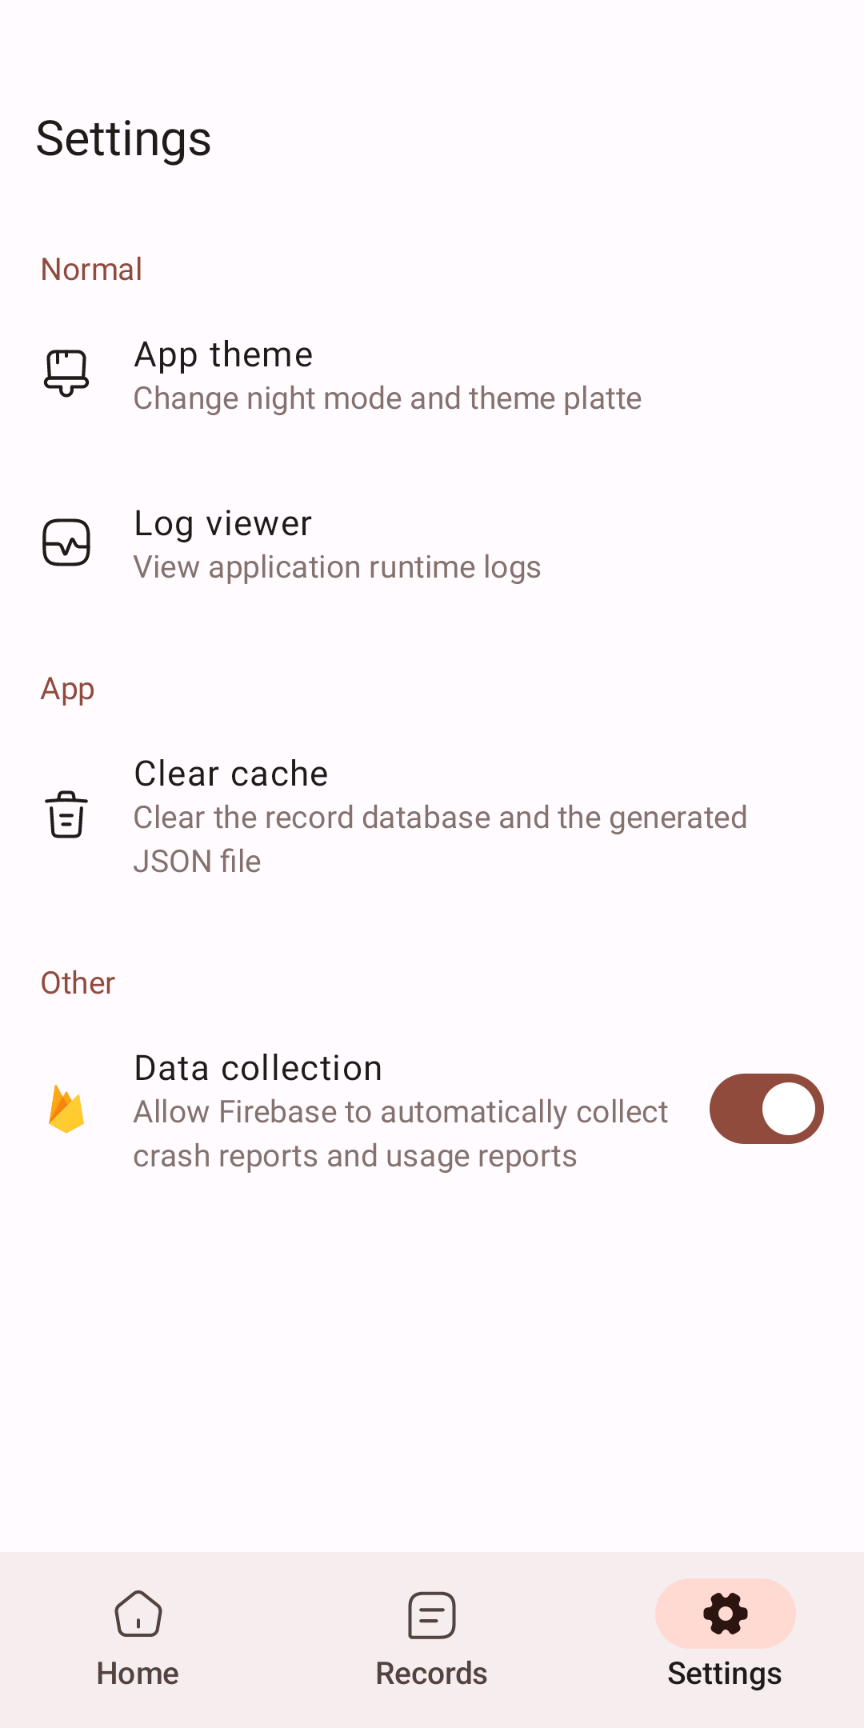 Settings
Normal
App theme
Change night mode and theme platte
Log viewer
View application runtime logs
App
Clear cache
Clear the record database and the generated
JSON file
Other
Data collection
Allow Firebase to automatically collect
crash reports and usage reports
Home
Records
Settings